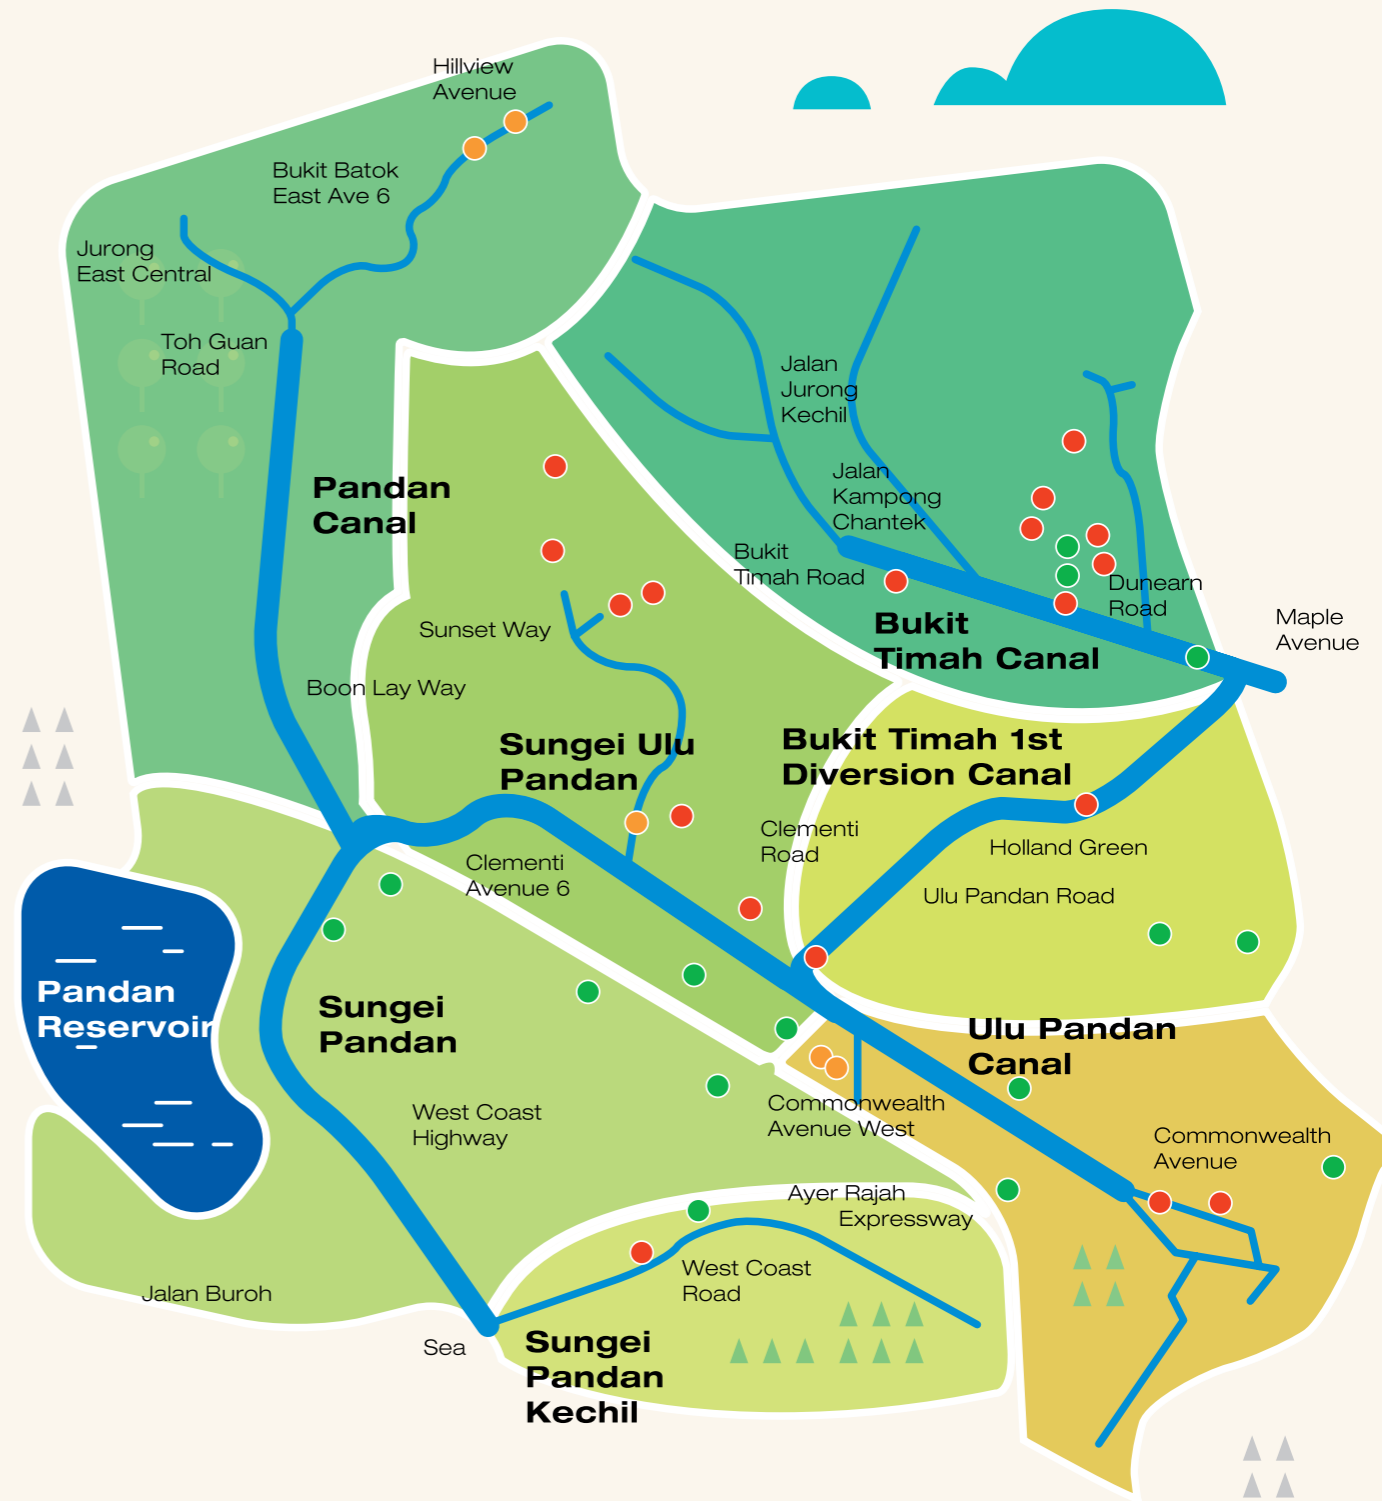 Hillview
Avenue
Bukit Batok
East Ave 6
Jurong
East Central
Toh Guan
Road
Jalan
Jurong
Kechil
Pandan
Canal
Jalan
Kampong
Chantek
Bukit
Timah Road
Dunearn
Road
Maple
Avenue
Sunset Way
Bukit
Timah Canal
Boon Lay Way
Sungei Ulu
Pandan
Bukit Timah 1st
Diversion Canal
Clementi
Road
Holland Green
Clementi
Avenue 6
Ulu Pandan Road
Pandan
Reservoir
Sungei
Pandan
Ulu Pandan
Canal
West Coast
Highway
Commonwealth
Avenue West
Commonwealth
Avenue
Ayer Rajah
Expressway
West Coast
Road
Jalan Buroh
Sea
Sungei
Pandan
Kechil